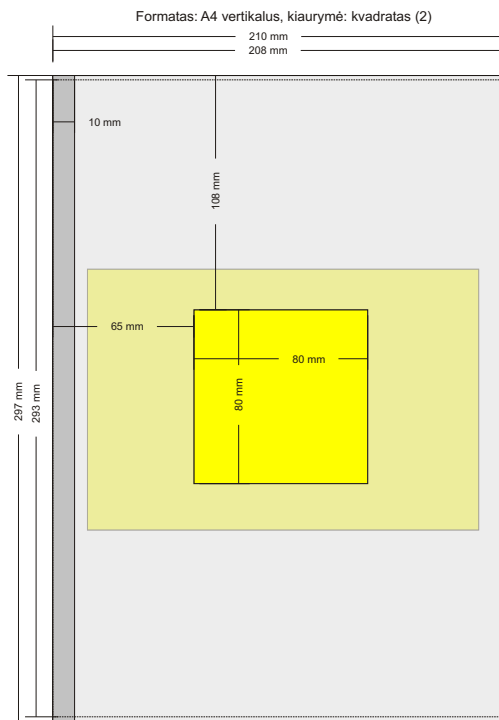 Formatas: A4 vertikalus, kiaurymė: kvadratas (2)
210 mm
208 mm
10 mm
108 mm
65 mm
80 mm
80 mm
297 mm
293 mm